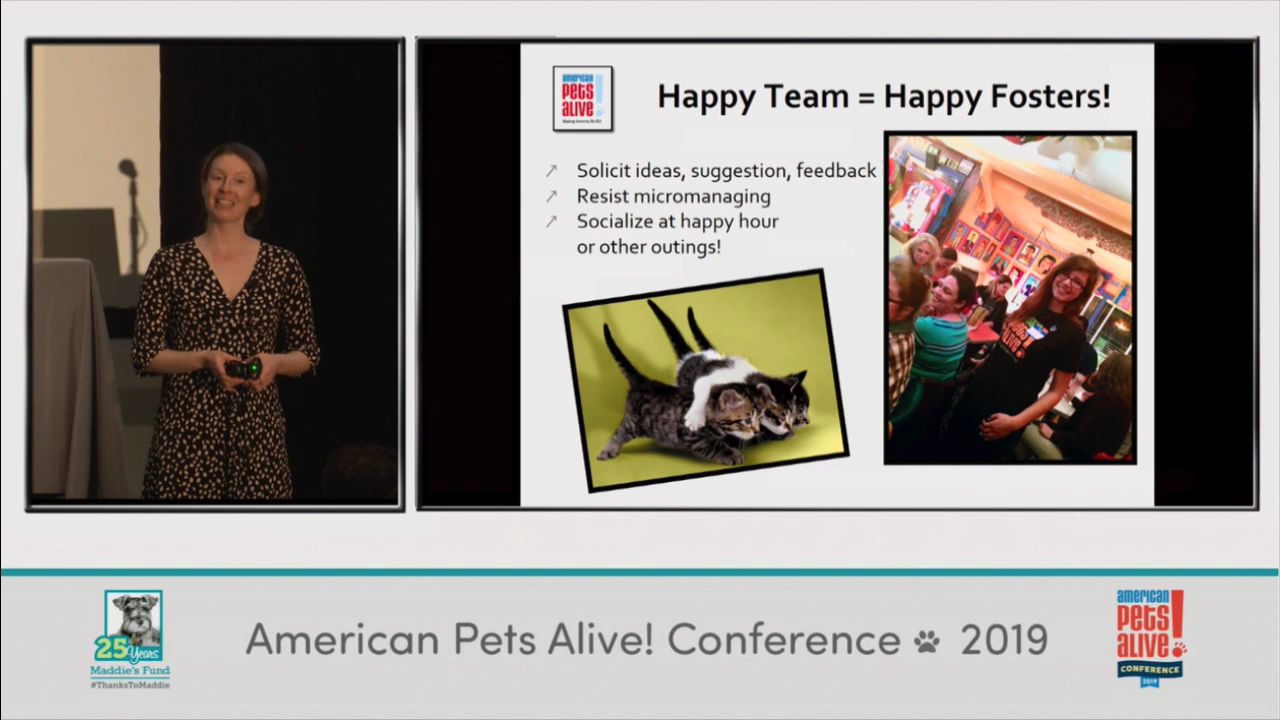 american
PETS
ALIVE!
Happy Team = Happy Fosters!
Solicit ideas, suggestion, feedback
Resist micromanaging
Socialize at happy hour
or other outings!
25 Years
Maddie's Fund
#ThanksToMaddie
American Pets Alive! Conference 2019
american
PETS
alive!
CONFERENCE
2019